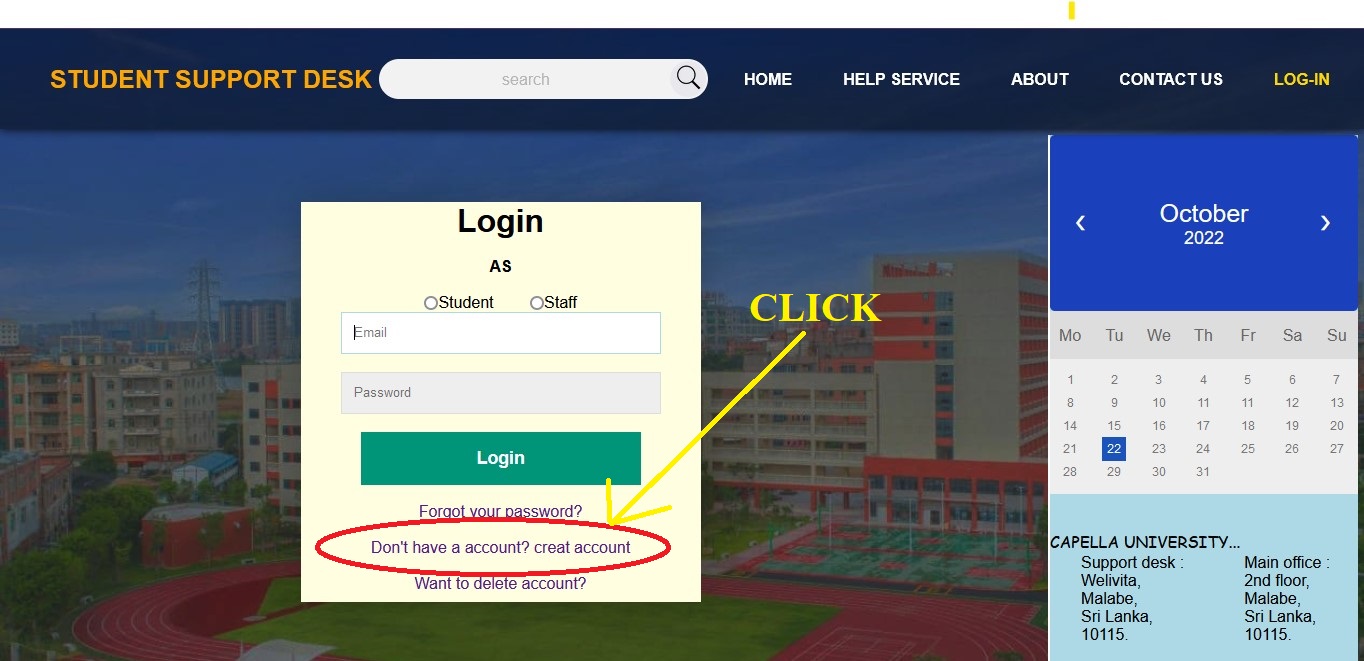 STUDENT SUPPORT DESK search HOME HELP SERVICE ABOUT CONTACT US LOG-IN
Login
AS
Student Staff
Email
Password
Login
Forgot your password?
Don't have a account? creat account
Want to delete account?
CLICK
‹ October ›
2022
Mo Tu We Th Fr Sa Su
1 2 3 4 5 6 7
8 9 10 11 11 12 13
14 15 16 17 18 19 20
21 22 23 24 25 26 27
28 29 30 31
CAPELLA UNIVERSITY...
Support desk :
Welivita,
Malabe,
Sri Lanka,
10115.
Main office :
2nd floor,
Malabe,
Sri Lanka,
10115.